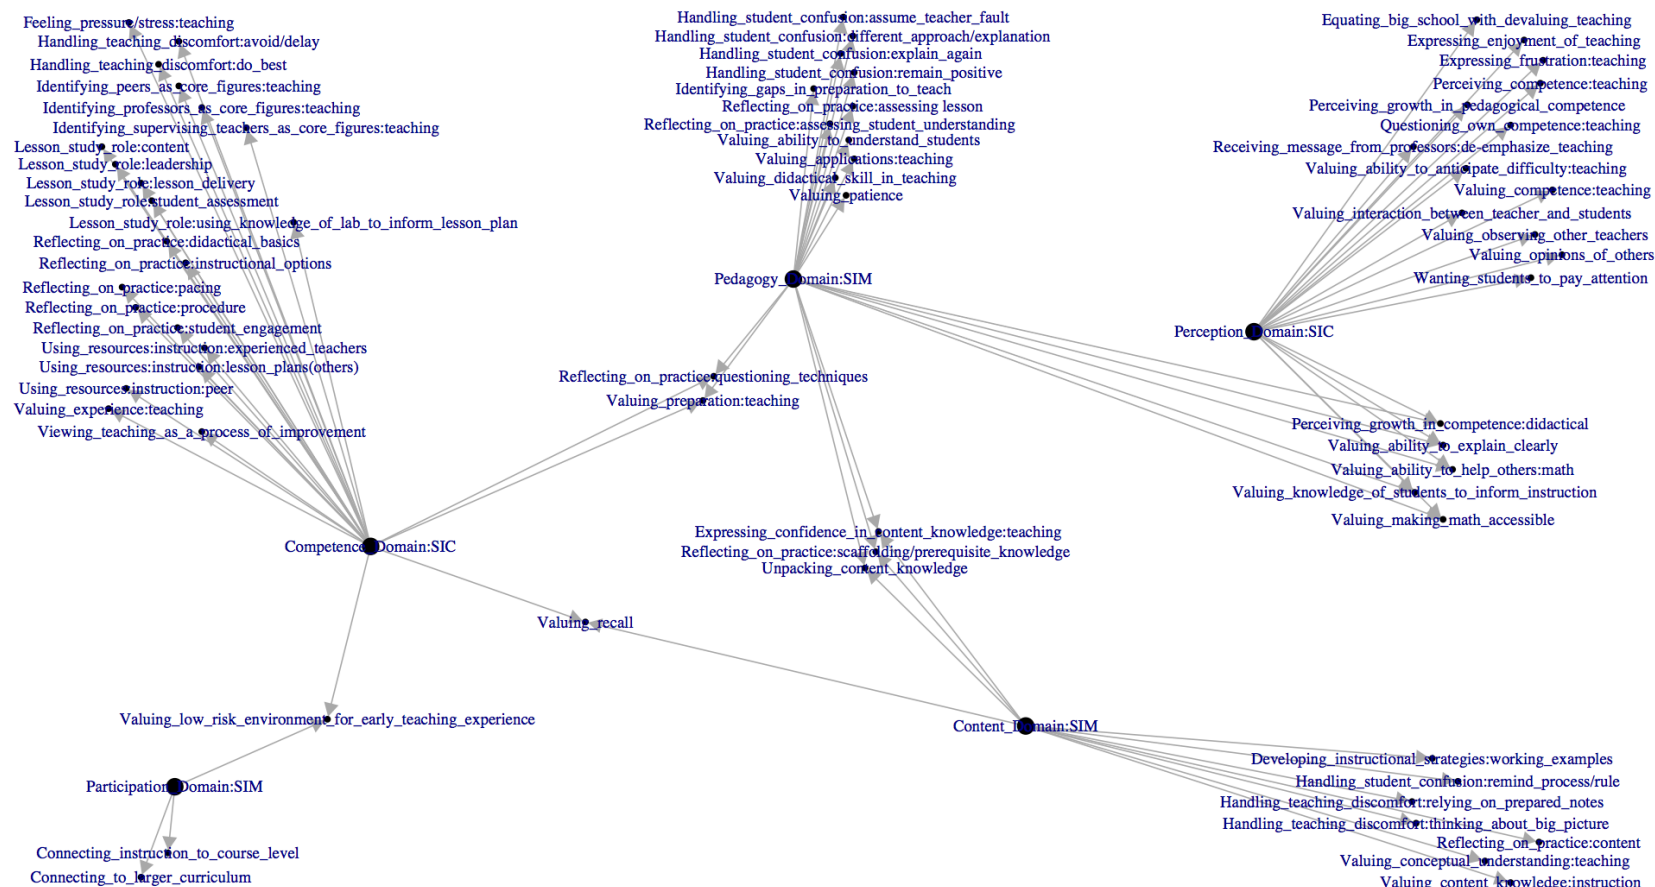 Feeling_pressure/stress:teaching
Handling_teaching_discomfort:avoid/delay
Handling_teaching_discomfort:do_best
Identifying_peers_as_core_figures:teaching
Identifying_professors_as_core_figures:teaching
Identifying_supervising_teachers_as_core_figures:teaching
Lesson_study_role:content
Lesson_study_role:leadership
Lesson_study_role:lesson_delivery
Lesson_study_role:student_assessment
Lesson_study_role:using_knowledge_of_lab_to_inform_lesson_plan
Reflecting_on_practice:didactical_basics
Reflecting_on_practice:instructional_options
Reflecting_on_practice:pacing
Reflecting_on_practice:procedure
Reflecting_on_practice:student_engagement
Using_resources:instruction:experienced_teachers
Using_resources:instruction:lesson_plans(others)
Using_resources:instruction:peer
Valuing_experience:teaching
Viewing_teaching_as_a_process_of_improvement
Competence_Domain:SIC
Handling_student_confusion:assume_teacher_fault
Handling_student_confusion:different_approach/explanation
Handling_student_confusion:explain_again
Handling_student_confusion:remain_positive
Identifying_gaps_in_preparation_to_teach
Reflecting_on_practice:assessing lesson
Reflecting_on_practice:assessing_student_understanding
Valuing_ability_to_understand_students
Valuing_applications:teaching
Valuing_didactical_skill_in_teaching
Valuing_patience
Pedagogy_Domain:SIM
Reflecting_on_practice:questioning_techniques
Valuing_preparation:teaching
Expressing_confidence_in_content_knowledge:teaching
Reflecting_on_practice:scaffolding/prerequisite_knowledge
Unpacking_content_knowledge
Valuing_recall
Equating_big_school_with_devaluing_teaching
Expressing_enjoyment_of_teaching
Expressing_frustration:teaching
Perceiving_competence:teaching
Perceiving_growth_in_pedagogical_competence
Questioning_own_competence:teaching
Receiving_message_from_professors:de-emphasize_teaching
Valuing_ability_to_anticipate_difficulty:teaching
Valuing_competence:teaching
Valuing_interaction_between_teacher_and_students
Valuing_observing_other_teachers
Valuing_opinions_of_others
Wanting_students_to_pay_attention
Perception_Domain:SIC
Perceiving_growth_in_competence:didactical
Valuing_ability_to_explain_clearly
Valuing_ability_to_help_others:math
Valuing_knowledge_of_students_to_inform_instruction
Valuing_making_math_accessible
Valuing_low_risk_environment_for_early_teaching_experience
Participation_Domain:SIM
Connecting_instruction_to_course_level
Connecting_to_larger_curriculum
Content_Domain:SIM
Developing_instructional_strategies:working_examples
Handling_student_confusion:remind_process/rule
Handling_teaching_discomfort:relying_on_prepared_notes
Handling_teaching_discomfort:thinking_about_big_picture
Reflecting_on_practice:content
Valuing_conceptual_understanding:teaching
Valuing_content_knowledge:instruction